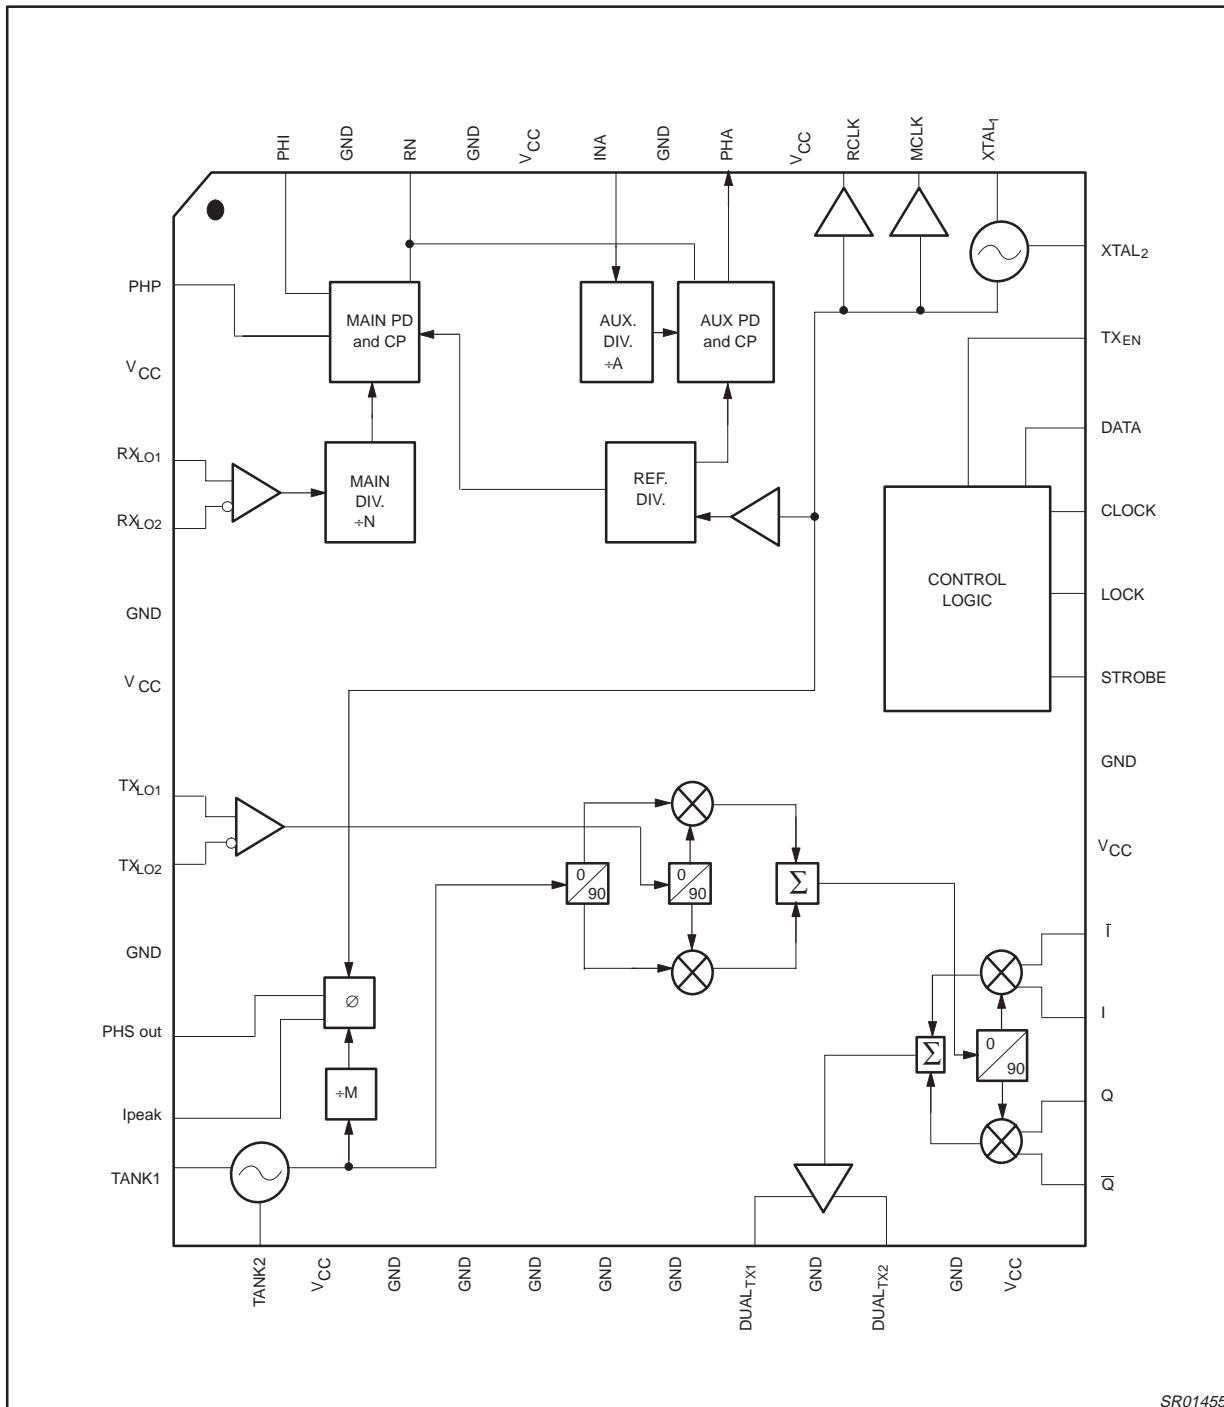 PHI
GND
RN
GND
VCC
INA
GND
PHA
VCC
RCLK
MCLK
XTAL1
XTAL2
PHP
MAIN PD
and CP
AUX.
DIV.
÷A
AUX PD
and CP
TXEN
VCC
DATA
RXLO1
MAIN
DIV.
÷N
REF.
DIV.
CLOCK
RXLO2
CONTROL
LOGIC
LOCK
GND
STROBE
VCC
GND
TXLO1
VCC
TXLO2
0
90
0
90
Σ
Ī
GND
∅
I
PHS out
0
90
Σ
÷M
Q
Ipeak
TANK1
Q̅
TANK2
VCC
GND
GND
GND
GND
GND
DUALTX1
GND
DUALTX2
GND
VCC
SR01455